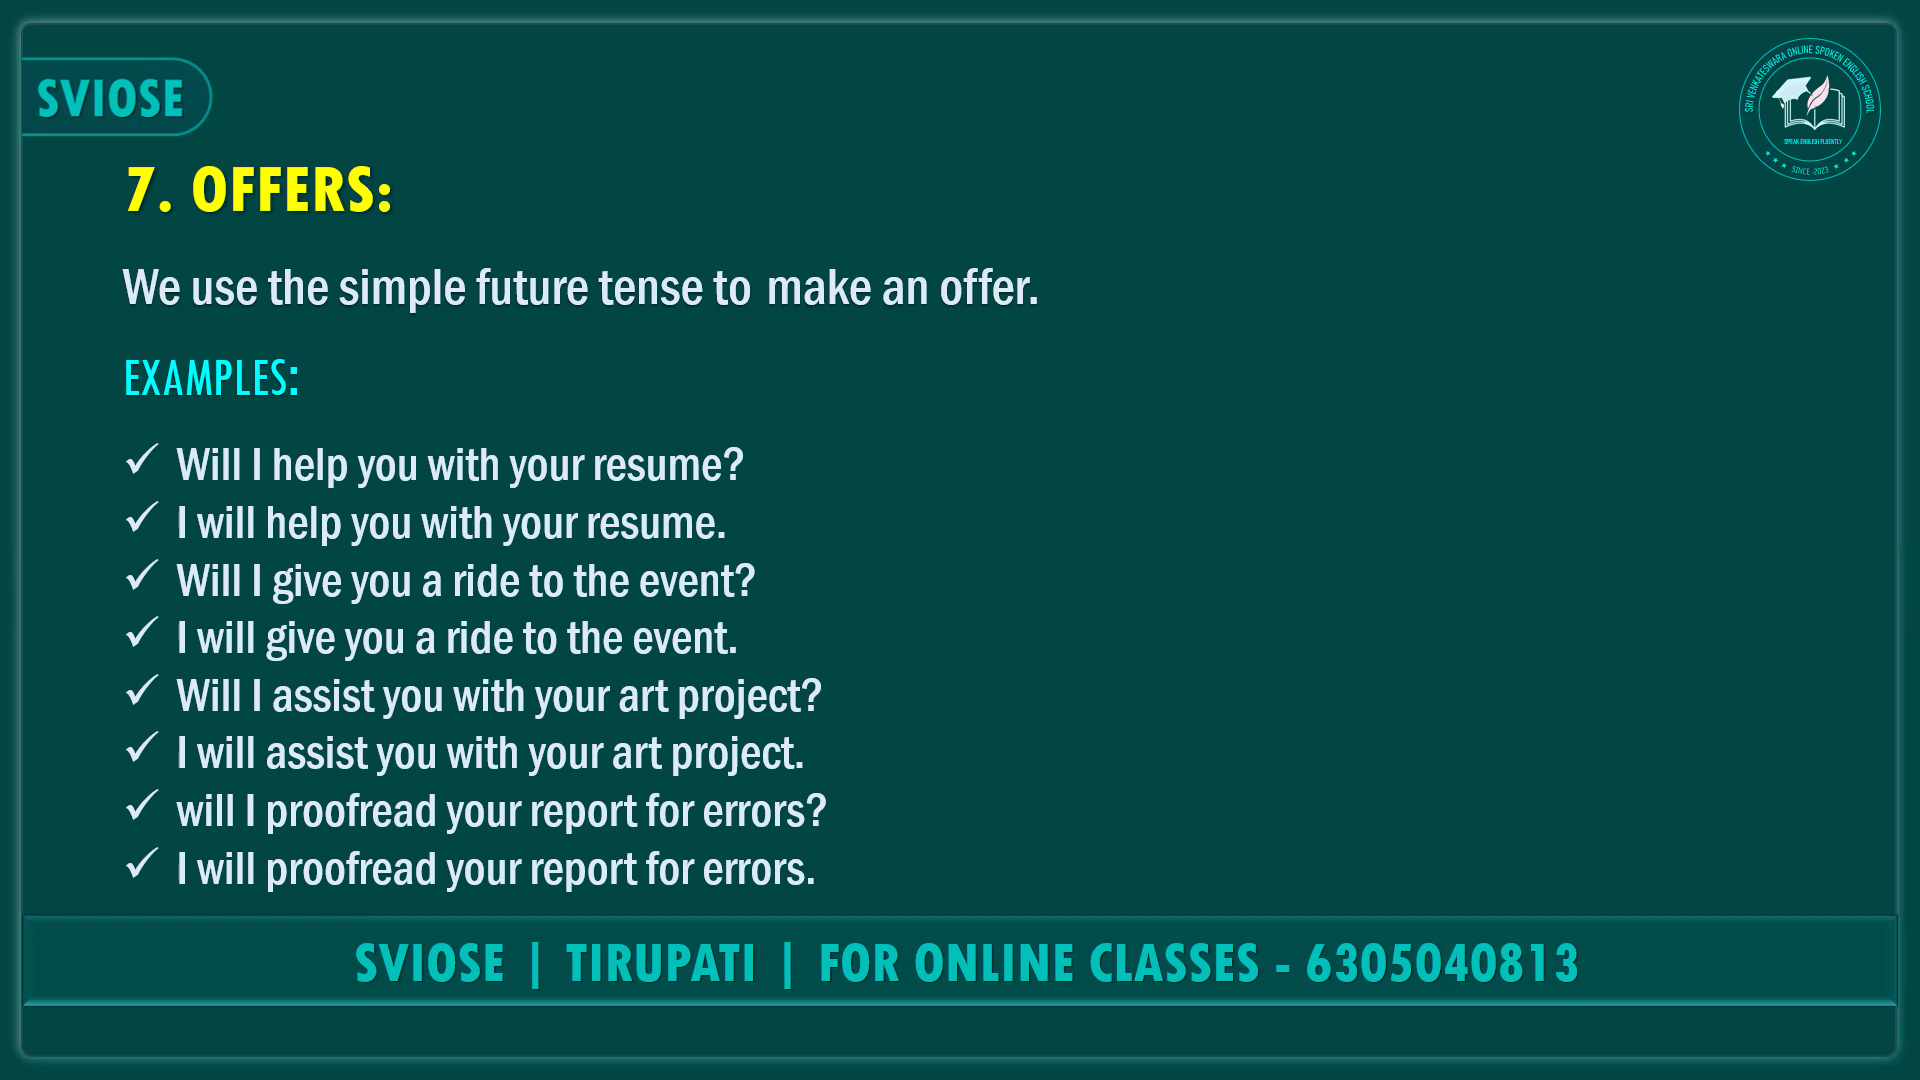 SVIOSE
SRI VENKATESWARA ONLINE SPOKEN ENGLISH SCHOOL
SPEAK ENGLISH FLUENTLY
SINCE -2023
7. OFFERS:
We use the simple future tense to make an offer.
EXAMPLES:
✓ Will I help you with your resume?
✓ I will help you with your resume.
✓ Will I give you a ride to the event?
✓ I will give you a ride to the event.
✓ Will I assist you with your art project?
✓ I will assist you with your art project.
✓ will I proofread your report for errors?
✓ I will proofread your report for errors.
SVIOSE | TIRUPATI | FOR ONLINE CLASSES - 6305040813